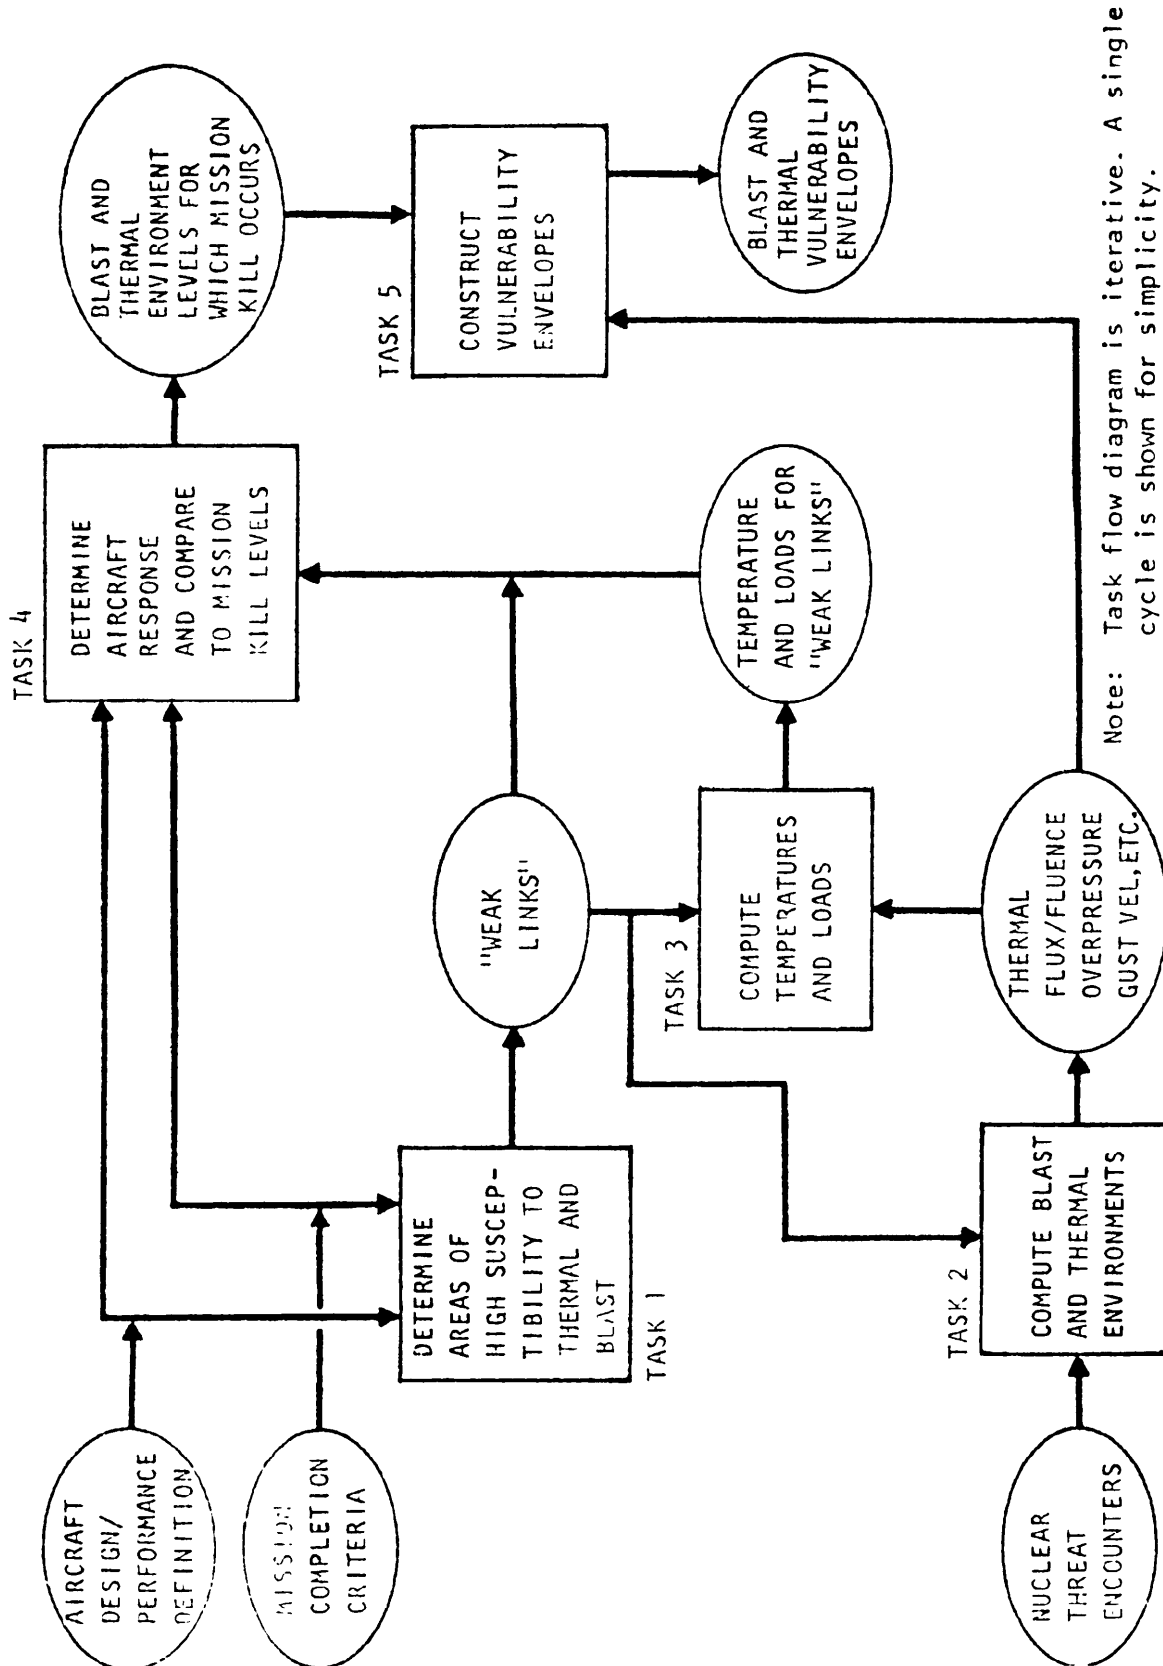 AIRCRAFT
DESIGN/
PERFORMANCE
DEFINITION
MISSION
COMPLETION
CRITERIA
NUCLEAR
THREAT
ENCOUNTERS
DETERMINE
AREAS OF
HIGH SUSCEP-
TIBILITY TO
THERMAL AND
BLAST
TASK 1
TASK 2
COMPUTE BLAST
AND THERMAL
ENVIRONMENTS
"WEAK
LINKS"
TASK 3
COMPUTE
TEMPERATURES
AND LOADS
THERMAL
FLUX/FLUENCE
OVERPRESSURE
GUST VEL,ETC.
TASK 4
DETERMINE
AIRCRAFT
RESPONSE
AND COMPARE
TO MISSION
KILL LEVELS
TEMPERATURE
AND LOADS FOR
"WEAK LINKS"
BLAST AND
THERMAL
ENVIRONMENT
LEVELS FOR
WHICH MISSION
KILL OCCURS
TASK 5
CONSTRUCT
VULNERABILITY
ENVELOPES
BLAST AND
THERMAL
VULNERABILITY
ENVELOPES
Note: Task flow diagram is iterative. A single
cycle is shown for simplicity.